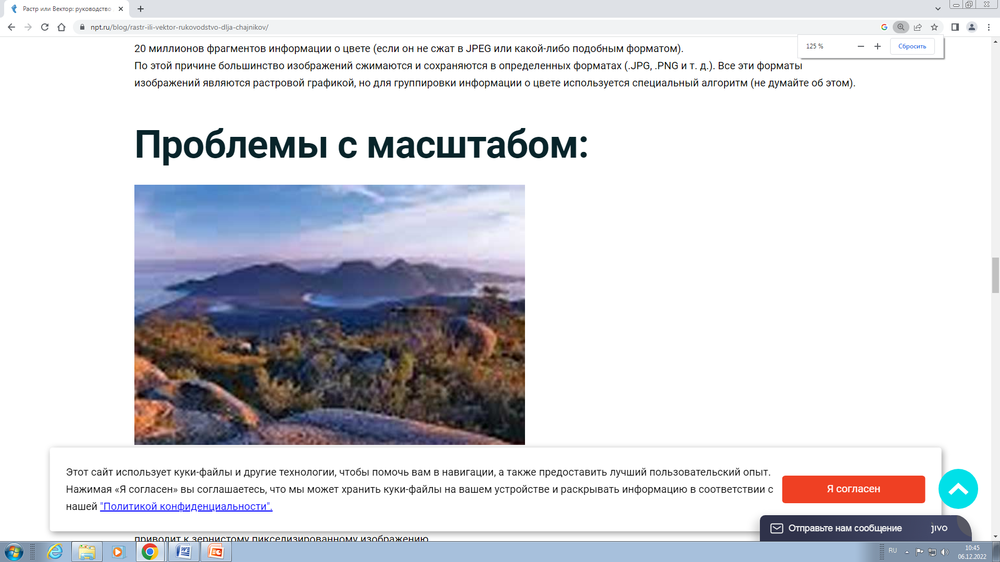 Растр или Вектор: руководство
npt.ru/blog/rastr-ili-vektor-rukovodstvo-dlja-chajnikov/
125 %
Сбросить
20 миллионов фрагментов информации о цвете (если он не сжат в JPEG или какой-либо подобным форматом).
По этой причине большинство изображений сжимаются и сохраняются в определенных форматах (.JPG, .PNG и т. д.). Все эти форматы
изображений являются растровой графикой, но для группировки информации о цвете используется специальный алгоритм (не думайте об этом).
Проблемы с масштабом:
Этот сайт использует куки-файлы и другие технологии, чтобы помочь вам в навигации, а также предоставить лучший пользовательский опыт.
Нажимая «Я согласен» вы соглашаетесь, что мы может хранить куки-файлы на вашем устройстве и раскрывать информацию в соответствии с
нашей "Политикой конфиденциальности".
Я согласен
Отправьте нам сообщение
jivo
приводит к зернистому пикселизированному изображению
RU
10:45
06.12.2022